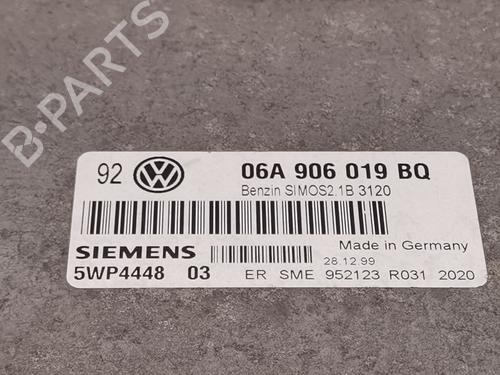 B-PARTS
92 VW 06A 906 019 BQ
Benzin SIMOS2.1B 3120
SIEMENS Made in Germany
28.12.99
5WP4448 03 ER SME 952123 R031 2020